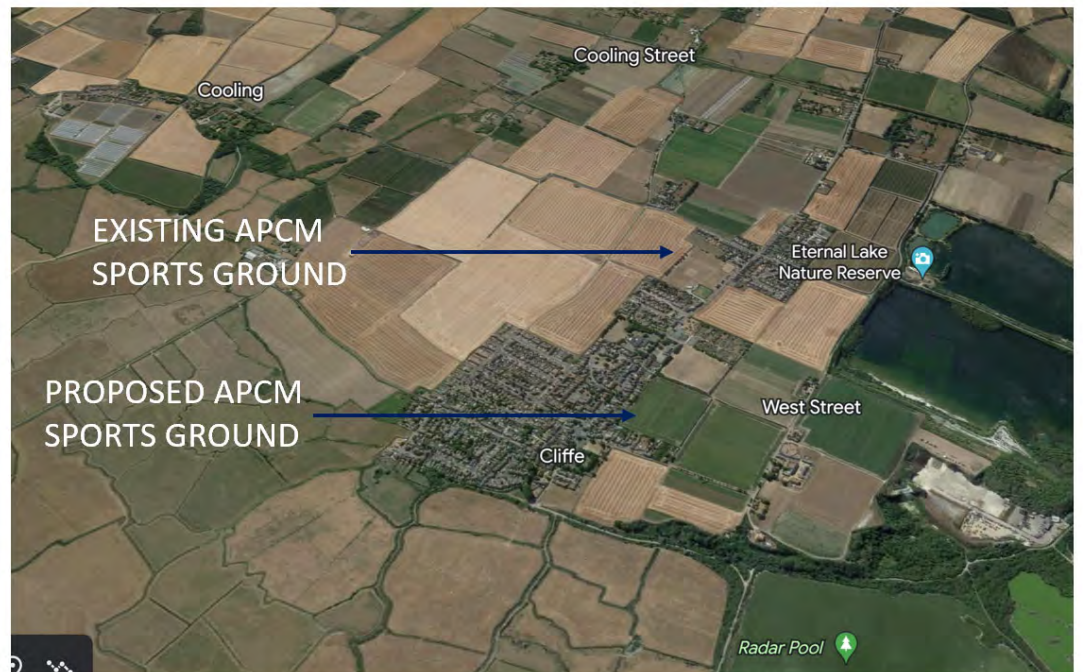 Cooling Street
Cooling
EXISTING APCM
SPORTS GROUND
Eternal Lake
Nature Reserve
PROPOSED APCM
SPORTS GROUND
West Street
Cliffe
Radar Pool